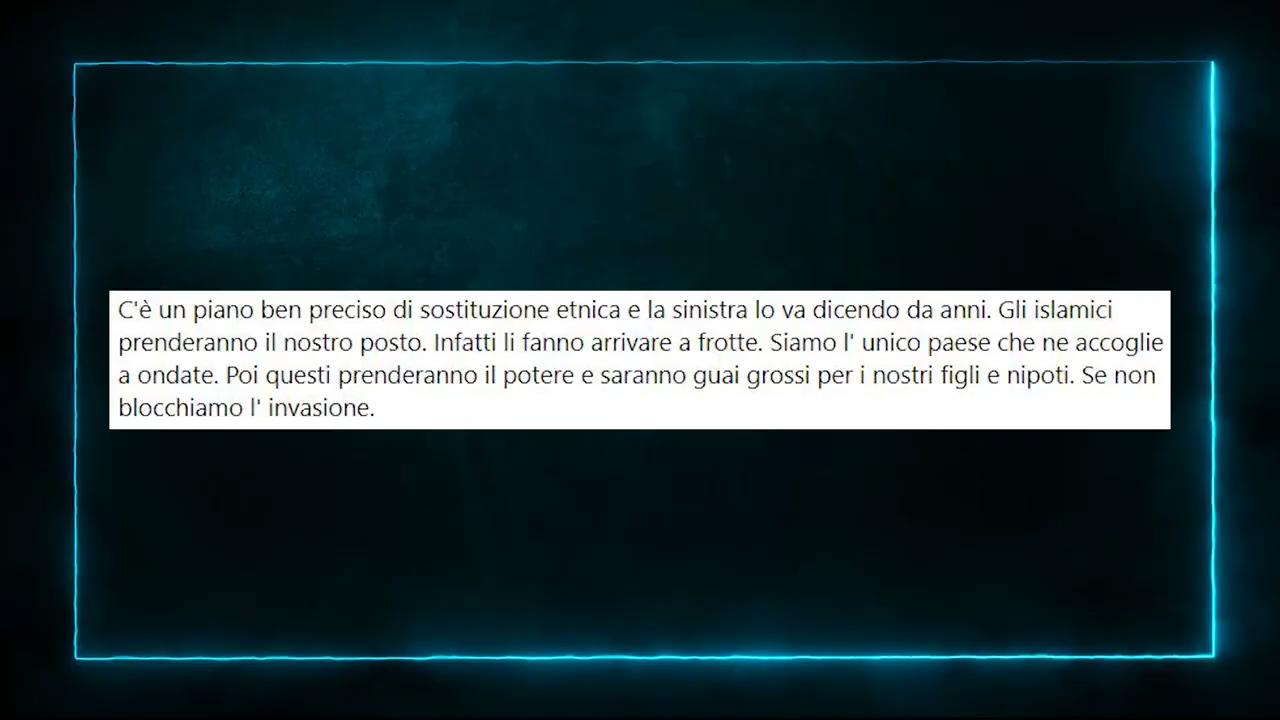 C'è un piano ben preciso di sostituzione etnica e la sinistra lo va dicendo da anni. Gli islamici
prenderanno il nostro posto. Infatti li fanno arrivare a frotte. Siamo l' unico paese che ne accoglie
a ondate. Poi questi prenderanno il potere e saranno guai grossi per i nostri figli e nipoti. Se non
blocchiamo l' invasione.